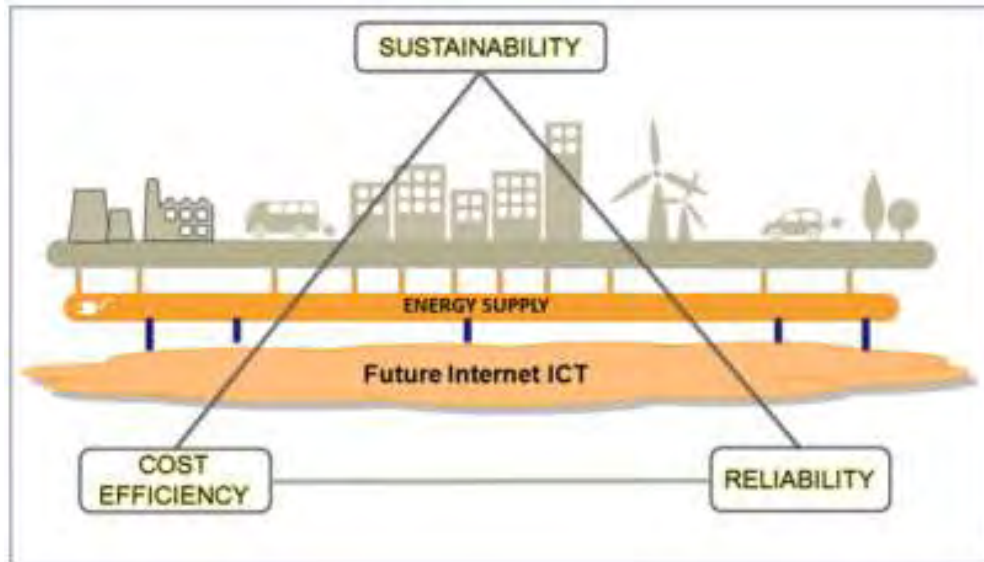 SUSTAINABILITY
ENERGY SUPPLY
Future Internet ICT
COST
EFFICIENCY
RELIABILITY